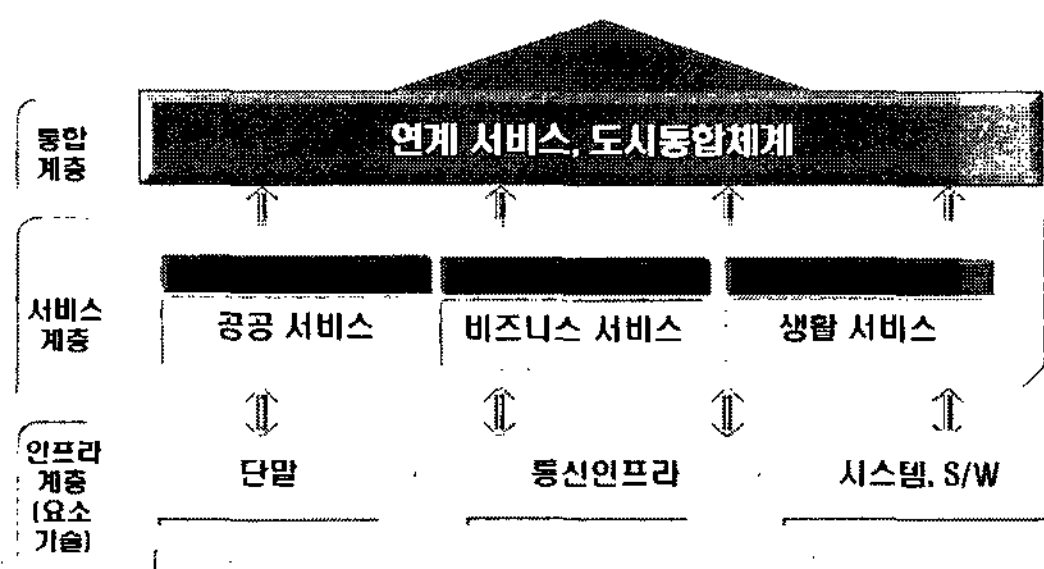 통합
계층
연계 서비스, 도시통합체계
서비스
계층
공공 서비스
비즈니스 서비스
생활 서비스
인프라
계층
(요소
기술)
단말
통신인프라
시스템, S/W